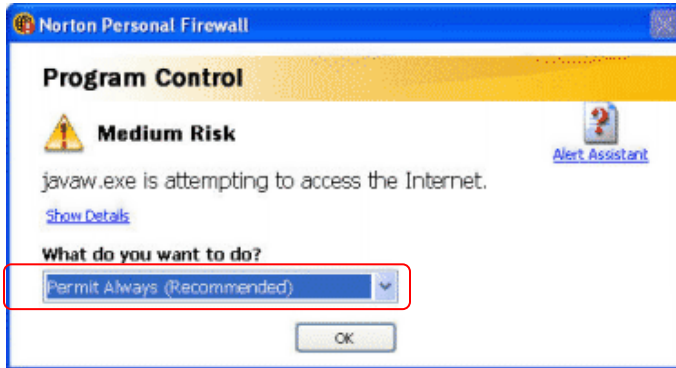 Norton Personal Firewall
Program Control
Medium Risk
Alert Assistant
javaw.exe is attempting to access the Internet.
Show Details
What do you want to do?
Permit Always (Recommended)
OK